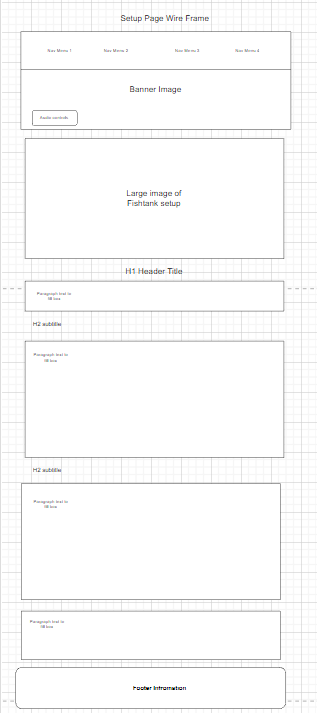 Setup Page Wire Frame
Nav Menu 1 Nav Menu 2 Nav Menu 3 Nav Menu 4
Banner Image
Audio controls
Large image of
Fishtank setup
H1 Header Title
Paragraph text to
fill box
H2 subtitle
Paragraph text to
fill box
H2 subtitle
Paragraph text to
fill box
Paragraph text to
fill box
Footer Infromation